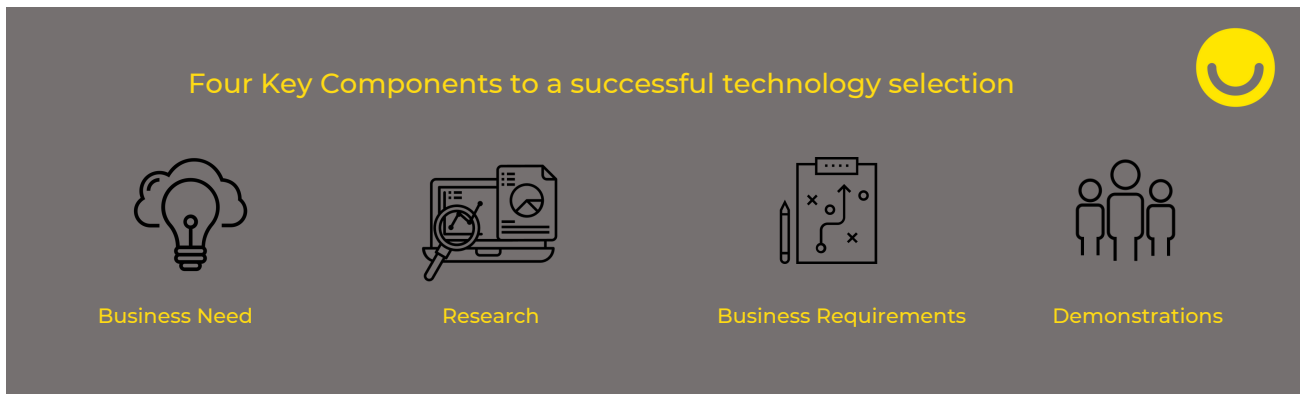 Four Key Components to a successful technology selection
Business Need
Research
Business Requirements
Demonstrations